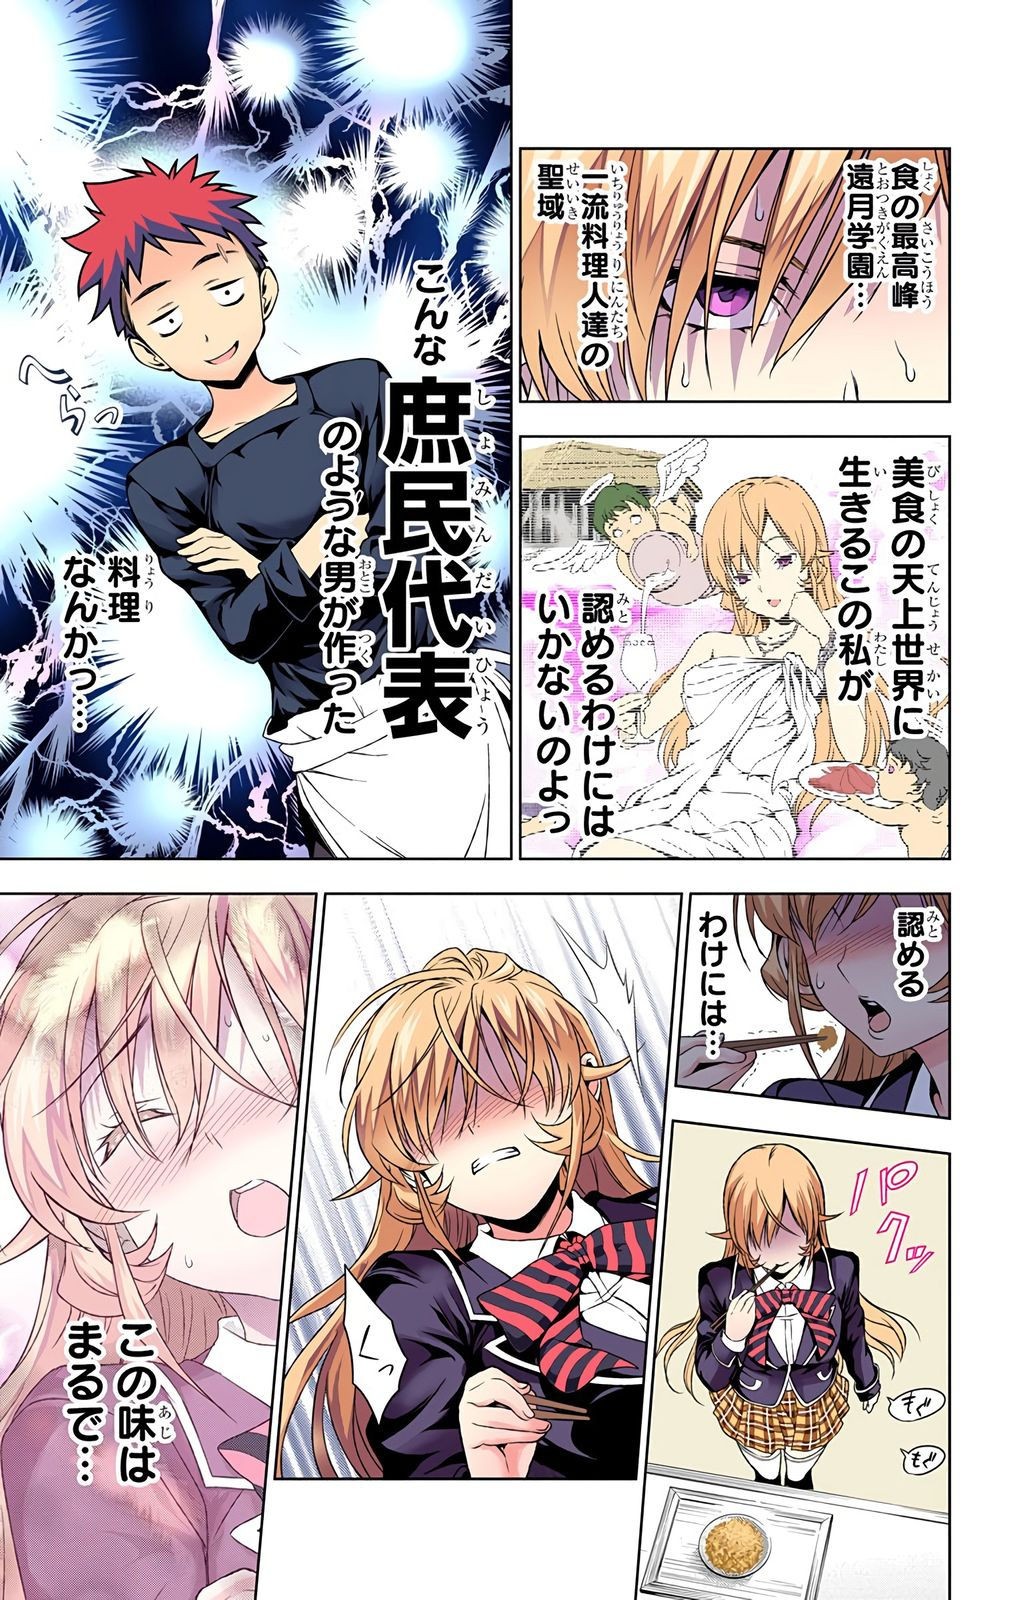 食の最高峰
遠月学園…
一流料理人達の
聖域
美食の天上世界に
生きるこの私が
認めるわけには
いかないのよっ
こんな
庶民代表
のような男が作った
料理
なんかっ…
へらっ
認める
わけには…
パクッ
もぐ
もぐ
くっ
この味は
まるで…